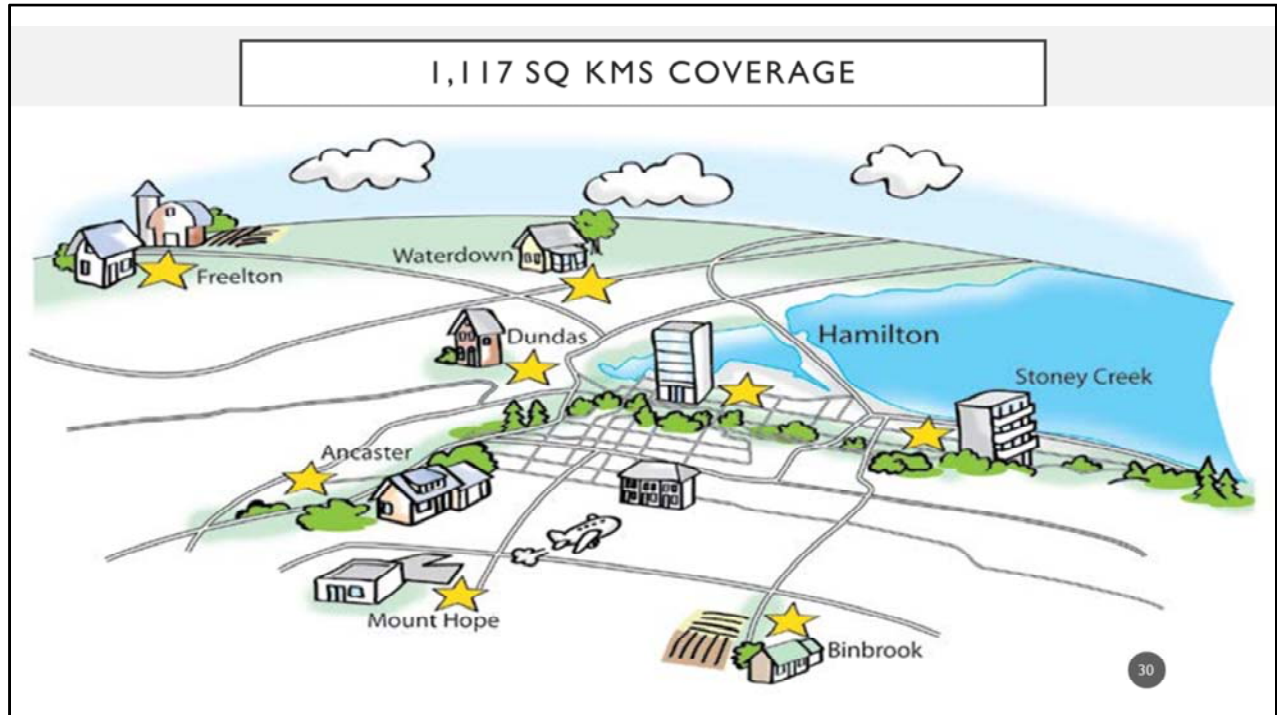 1,117 SQ KMS COVERAGE
Waterdown
Freelton
Dundas
Hamilton
Stoney Creek
Ancaster
Mount Hope
Binbrook
30